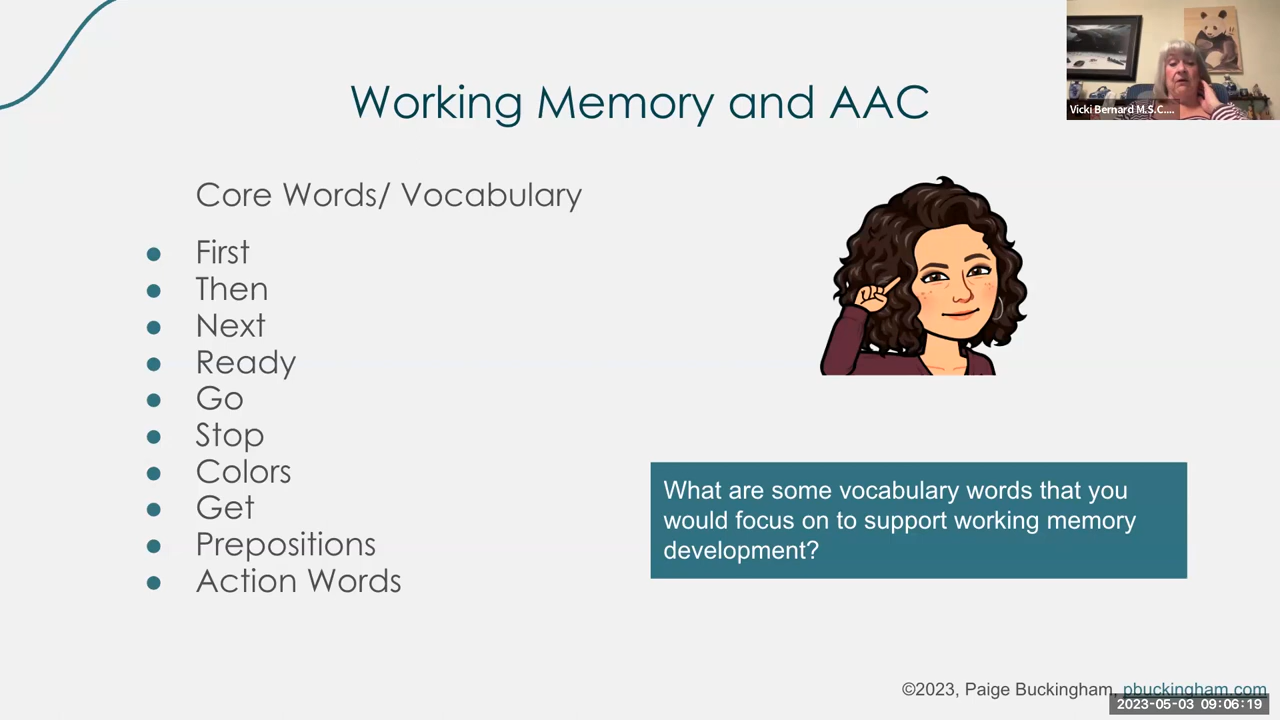 Working Memory and AAC
Vicki Bernard M.S.C....
Core Words/ Vocabulary
● First
● Then
● Next
● Ready
● Go
● Stop
● Colors
● Get
● Prepositions
● Action Words
What are some vocabulary words that you
would focus on to support working memory
development?
©2023, Paige Buckingham, pbuckingham.com
2023-05-03 09:06:19